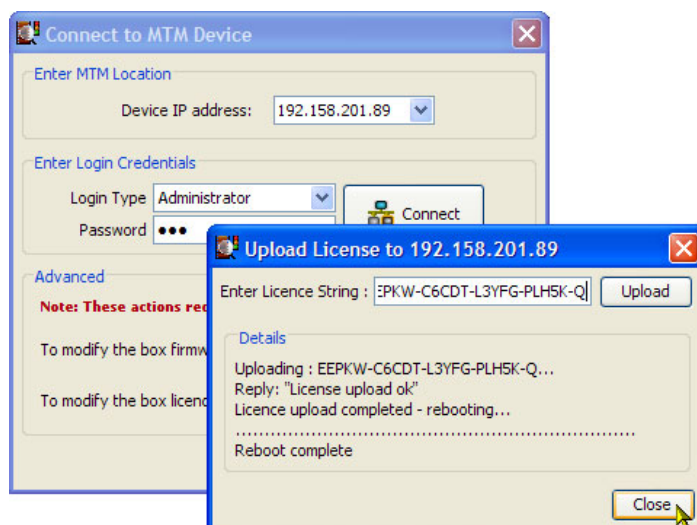 Connect to MTM Device
Enter MTM Location
Device IP address: 192.158.201.89
Enter Login Credentials
Login Type Administrator
Connect
Password ●●●
Advanced
Note: These actions
To modify the box
To modify the box
Upload License to 192.158.201.89
Enter Licence String : EPKW-C6CDT-L3YFG-PLH5K-Q Upload
Details
Uploading : EEPKW-C6CDT-L3YFG-PLH5K-Q...
Reply: "License upload ok"
Licence upload completed - rebooting...
......................................................................
Reboot complete
Close